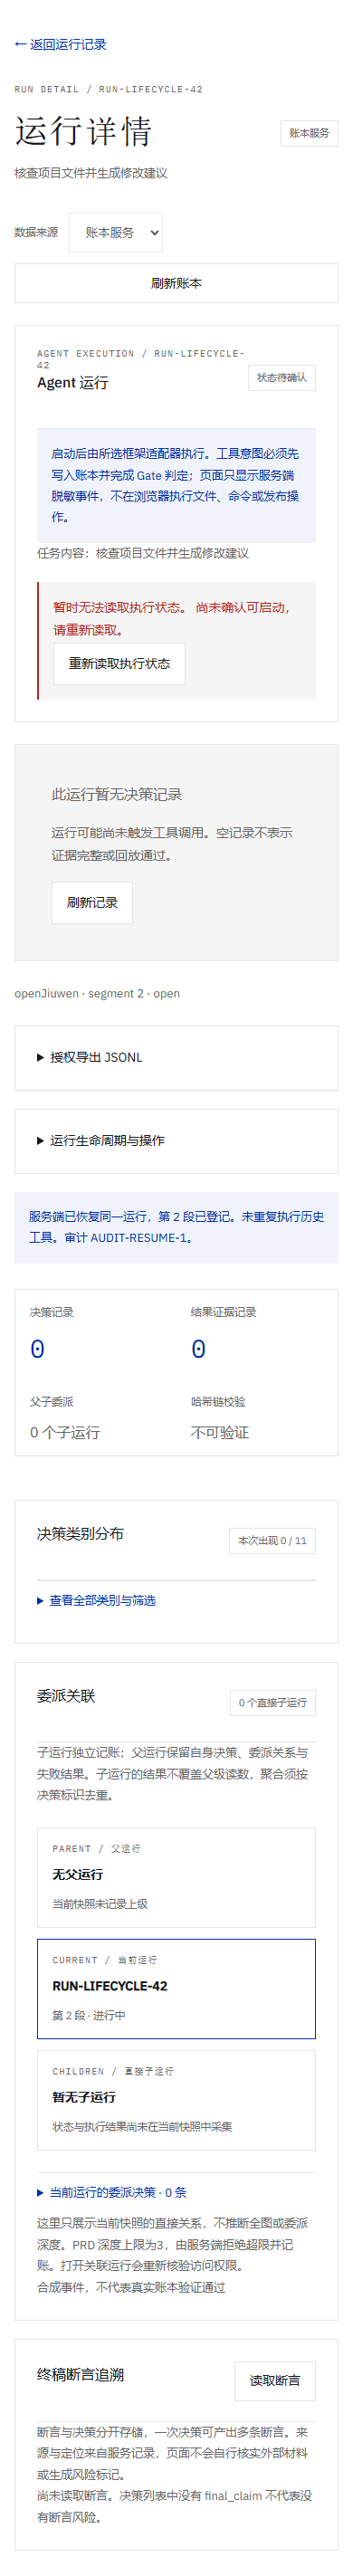 ← 返回运行记录
RUN DETAIL / RUN-LIFECYCLE-42
运行详情
账本服务
核查项目文件并生成修改建议
数据来源
账本服务
刷新账本
AGENT EXECUTION / RUN-LIFECYCLE-
42
Agent 运行
状态待确认
启动后由所选框架适配器执行。工具意图必须先
写入账本并完成 Gate 判定；页面只显示服务端
脱敏事件，不在浏览器执行文件、命令或发布操
作。
任务内容：核查项目文件并生成修改建议
暂时无法读取执行状态。 尚未确认可启动，
请重新读取。
重新读取执行状态
此运行暂无决策记录
运行可能尚未触发工具调用。空记录不表示
证据完整或回放通过。
刷新记录
openJiuwen · segment 2 · open
▶ 授权导出 JSONL
▶ 运行生命周期与操作
服务端已恢复同一运行，第 2 段已登记。未重复执行历史
工具。审计 AUDIT-RESUME-1。
决策记录
0
结果证据记录
0
父子委派
0 个子运行
哈希链校验
不可验证
决策类别分布
本次出现 0 / 11
▶ 查看全部类别与筛选
委派关联
0 个直接子运行
子运行独立记账；父运行保留自身决策、委派关系与
失败结果。子运行的结果不覆盖父级读数，聚合须按
决策标识去重。
PARENT / 父运行
无父运行
当前快照未记录上级
CURRENT / 当前运行
RUN-LIFECYCLE-42
第 2 段 · 进行中
CHILDREN / 直接子运行
暂无子运行
状态与执行结果尚未在当前快照中采集
▶ 当前运行的委派决策 · 0 条
这里只展示当前快照的直接关系，不推断全图或委派
深度。PRD 深度上限为3，由服务端拒绝超限并记
账。打开关联运行会重新核验访问权限。
合成事件，不代表真实账本验证通过
终稿断言追溯
读取断言
断言与决策分开存储，一次决策可产出多条断言。来
源与定位来自服务记录，页面不会自行核实外部材料
或生成风险标记。
尚未读取断言。决策列表中没有 final_claim 不代表没
有断言风险。